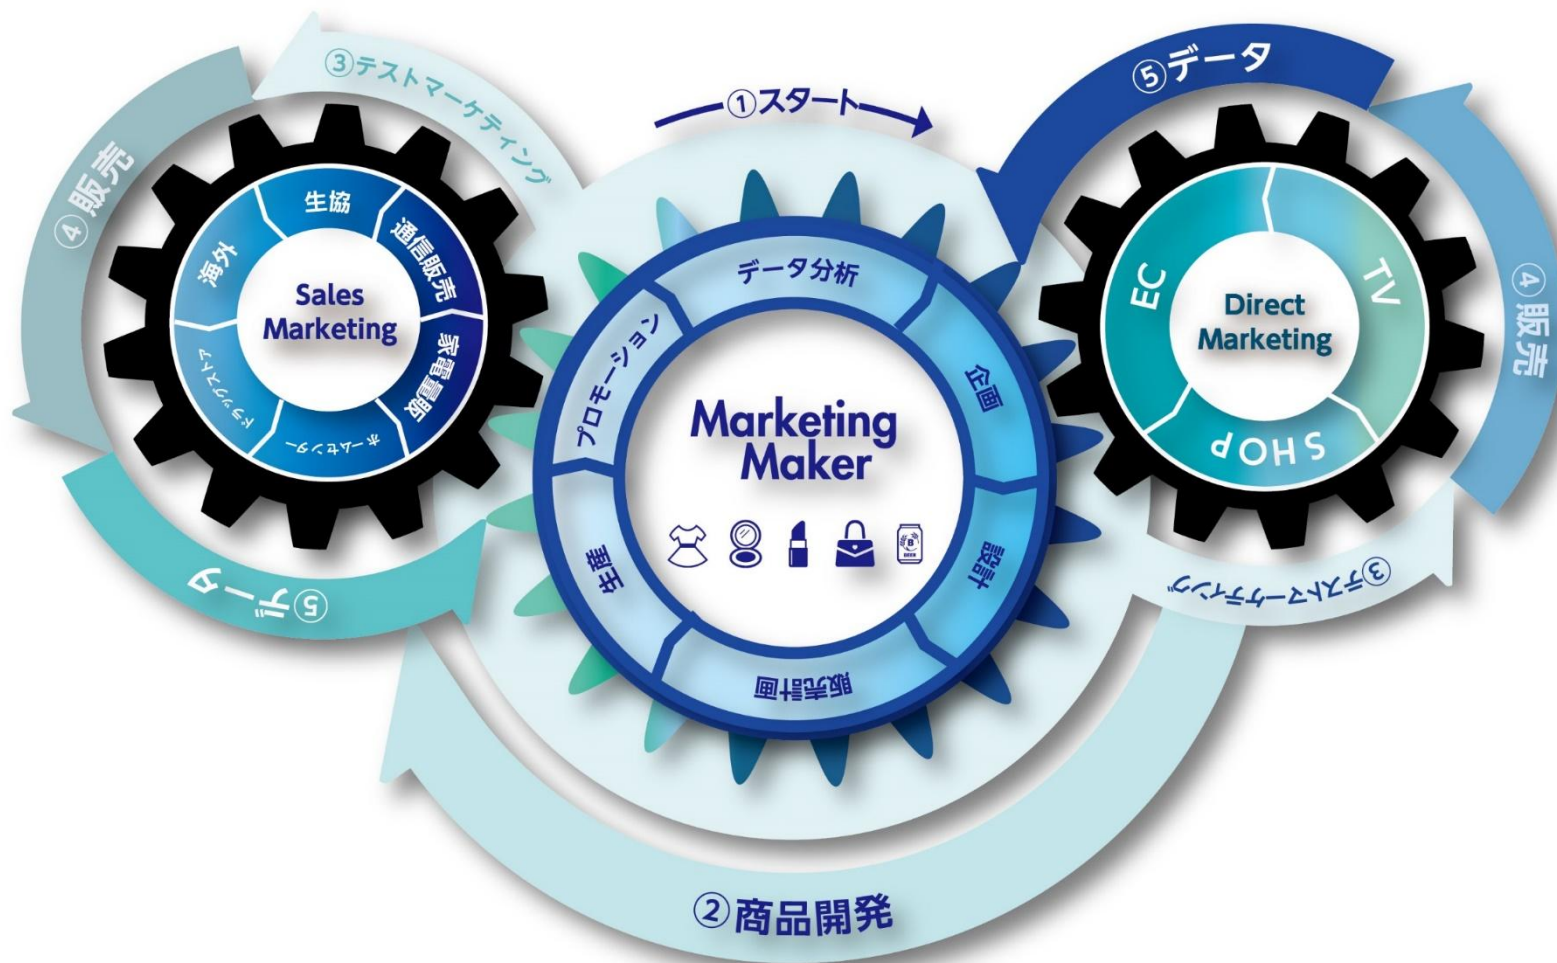 ①スタート
②商品開発
③テストマーケティング
④販売
⑤データ
Sales
Marketing
生協
通信販売
家電量販
ホームセンター
ドラッグストア
海外
Marketing
Maker
データ分析
企画
設計
販売計画
生産
プロモーション
B
BEER
③テストマーケティング
④販売
⑤データ
Direct
Marketing
TV
SHOP
EC